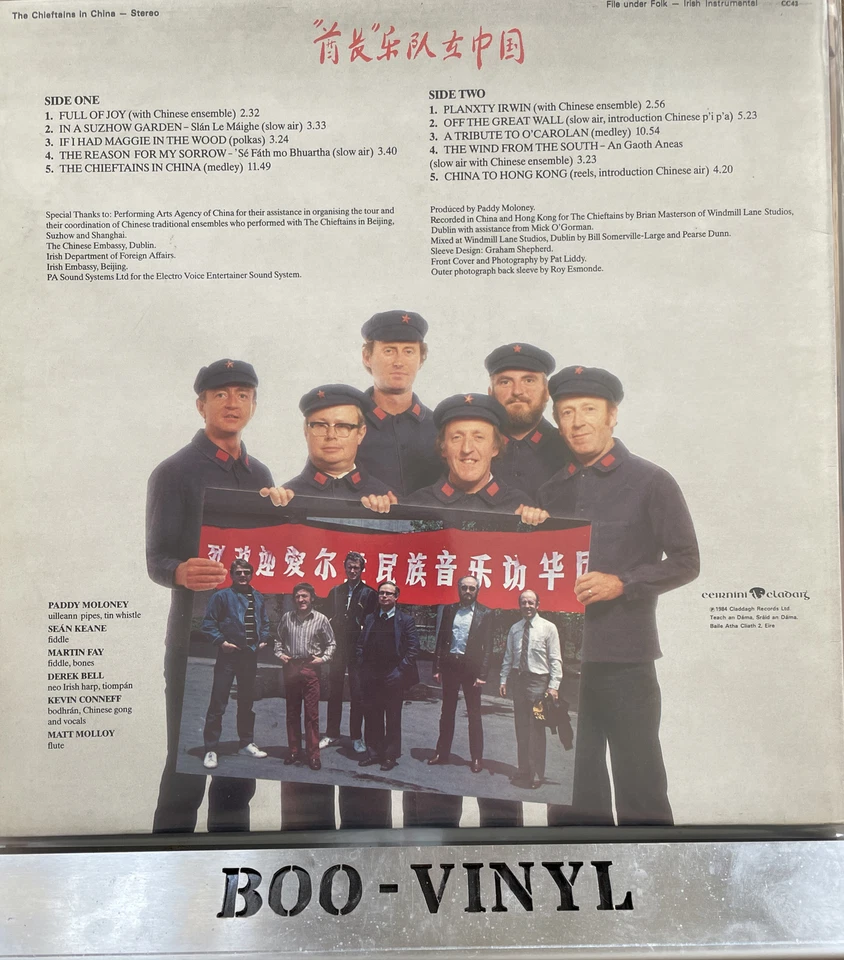 The Chieftains in China – Stereo
File under Folk – Irish Instrumental CC42
"酋长"乐队在中国
SIDE ONE
1. FULL OF JOY (with Chinese ensemble) 2.32
2. IN A SUZHOW GARDEN – Slán Le Máighe (slow air) 3.33
3. IF I HAD MAGGIE IN THE WOOD (polkas) 3.24
4. THE REASON FOR MY SORROW – 'Sé Fáth mo Bhuartha (slow air) 3.40
5. THE CHIEFTAINS IN CHINA (medley) 11.49
SIDE TWO
1. PLANXTY IRWIN (with Chinese ensemble) 2.56
2. OFF THE GREAT WALL (slow air, introduction Chinese p'i p'a) 5.23
3. A TRIBUTE TO O'CAROLAN (medley) 10.54
4. THE WIND FROM THE SOUTH – An Gaoth Aneas
(slow air with Chinese ensemble) 3.23
5. CHINA TO HONG KONG (reels, introduction Chinese air) 4.20
Special Thanks to: Performing Arts Agency of China for their assistance in organising the tour and
their coordination of Chinese traditional ensembles who performed with The Chieftains in Beijing,
Suzhow and Shanghai.
The Chinese Embassy, Dublin.
Irish Department of Foreign Affairs.
Irish Embassy, Beijing.
PA Sound Systems Ltd for the Electro Voice Entertainer Sound System.
Produced by Paddy Moloney.
Recorded in China and Hong Kong for The Chieftains by Brian Masterson of Windmill Lane Studios,
Dublin with assistance from Mick O'Gorman.
Mixed at Windmill Lane Studios, Dublin by Bill Somerville-Large and Pearse Dunn.
Sleeve Design: Graham Shepherd.
Front Cover and Photography by Pat Liddy.
Outer photograph back sleeve by Roy Esmonde.
烈欢迎爱尔兰民族音乐访华团
PADDY MOLONEY
uilleann pipes, tin whistle
SEÁN KEANE
fiddle
MARTIN FAY
fiddle, bones
DEREK BELL
neo Irish harp, tiompán
KEVIN CONNEFF
bodhrán, Chinese gong
and vocals
MATT MOLLOY
flute
ceirníní cladaig
℗1984 Claddagh Records Ltd.
Teach an Dáma, Sráid an Dáma,
Baile Atha Cliath 2, Eire
BOO-VINYL